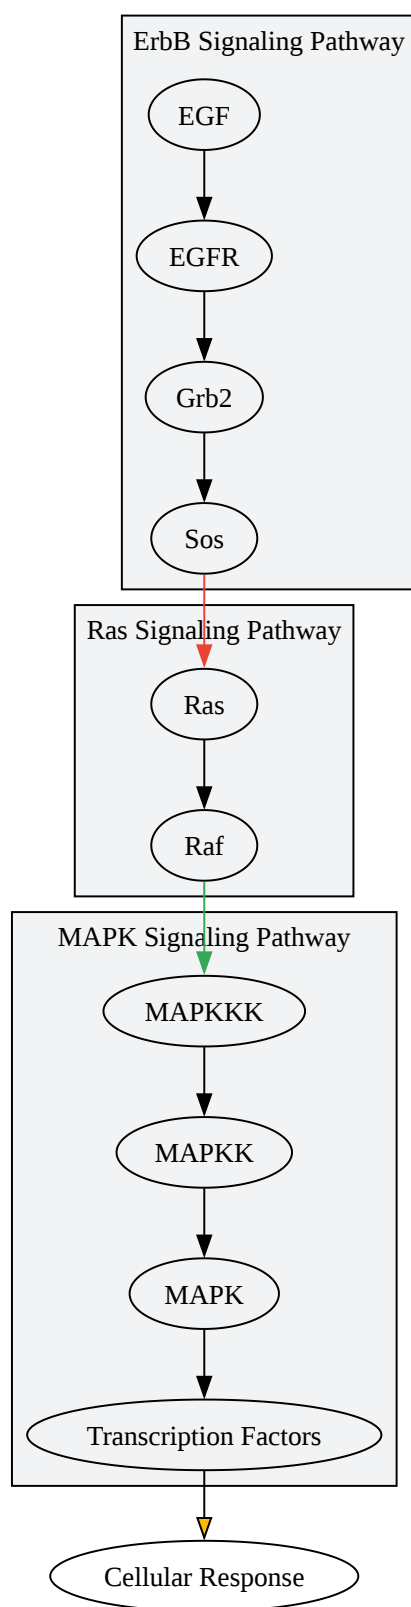 ErbB Signaling Pathway
EGF
EGFR
Grb2
Sos
Ras Signaling Pathway
Ras
Raf
MAPK Signaling Pathway
MAPKKK
MAPKK
MAPK
Transcription Factors
Cellular Response